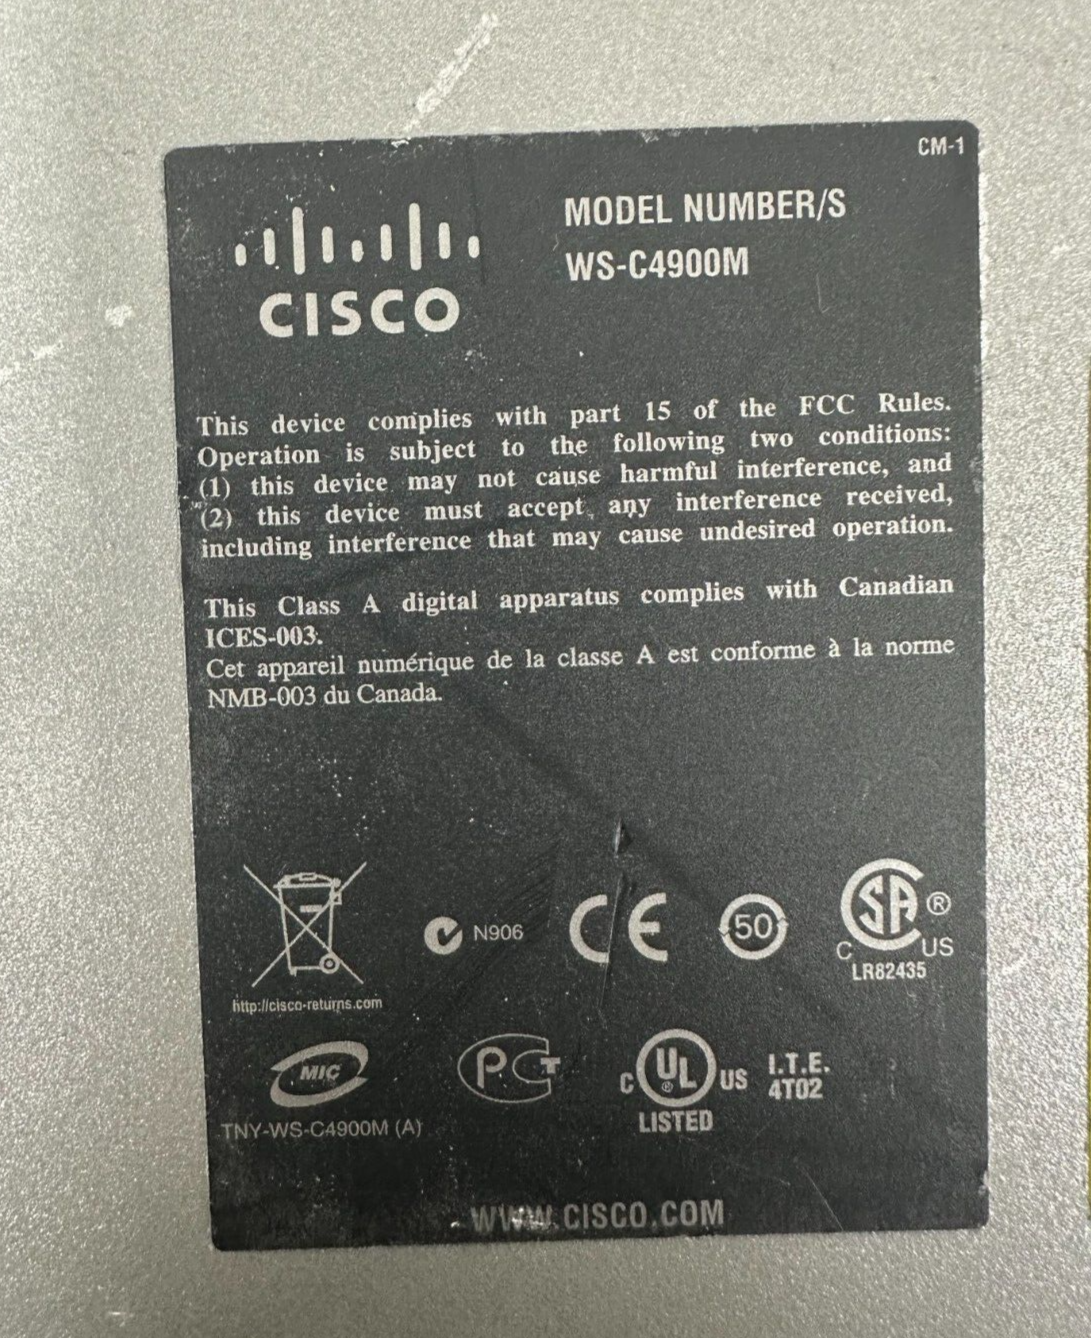 CM-1
CISCO
MODEL NUMBER/S
WS-C4900M
This device complies with part 15 of the FCC Rules.
Operation is subject to the following two conditions:
(1) this device may not cause harmful interference, and
(2) this device must accept any interference received,
including interference that may cause undesired operation.
This Class A digital apparatus complies with Canadian
ICES-003.
Cet appareil numérique de la classe A est conforme à la norme
NMB-003 du Canada.
http://cisco-returns.com
N906
CE
50
C SA ® US
LR82435
MIC
TNY-WS-C4900M (A)
PCT
C UL ® US
LISTED
I.T.E.
4T02
WWW.CISCO.COM